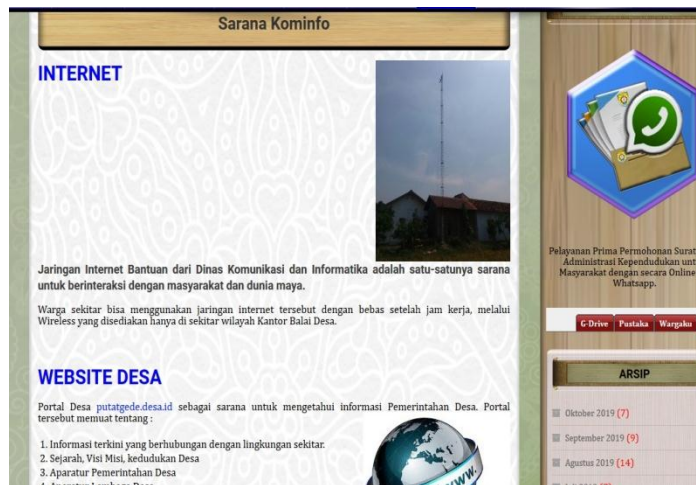 Sarana Kominfo
INTERNET
Jaringan Internet Bantuan dari Dinas Komunikasi dan Informatika adalah satu-satunya sarana
untuk berinteraksi dengan masyarakat dan dunia maya.
Warga sekitar bisa menggunakan jaringan internet tersebut dengan bebas setelah jam kerja, melalui
Wireless yang disediakan hanya di sekitar wilayah Kantor Balai Desa.
WEBSITE DESA
Portal Desa putatgede.desa.id sebagai sarana untuk mengetahui informasi Pemerintahan Desa. Portal
tersebut memuat tentang :
1. Informasi terkini yang berhubungan dengan lingkungan sekitar.
2. Sejarah, Visi Misi, kedudukan Desa
3. Aparatur Pemerintahan Desa
WWW.
Pelayanan Prima Permohonan Surat
Administrasi Kependudukan unt
Masyarakat dengan secara Online
Whatsapp.
G-Drive Pustaka Wargaku
ARSIP
Oktober 2019 (7)
September 2019 (9)
Agustus 2019 (14)